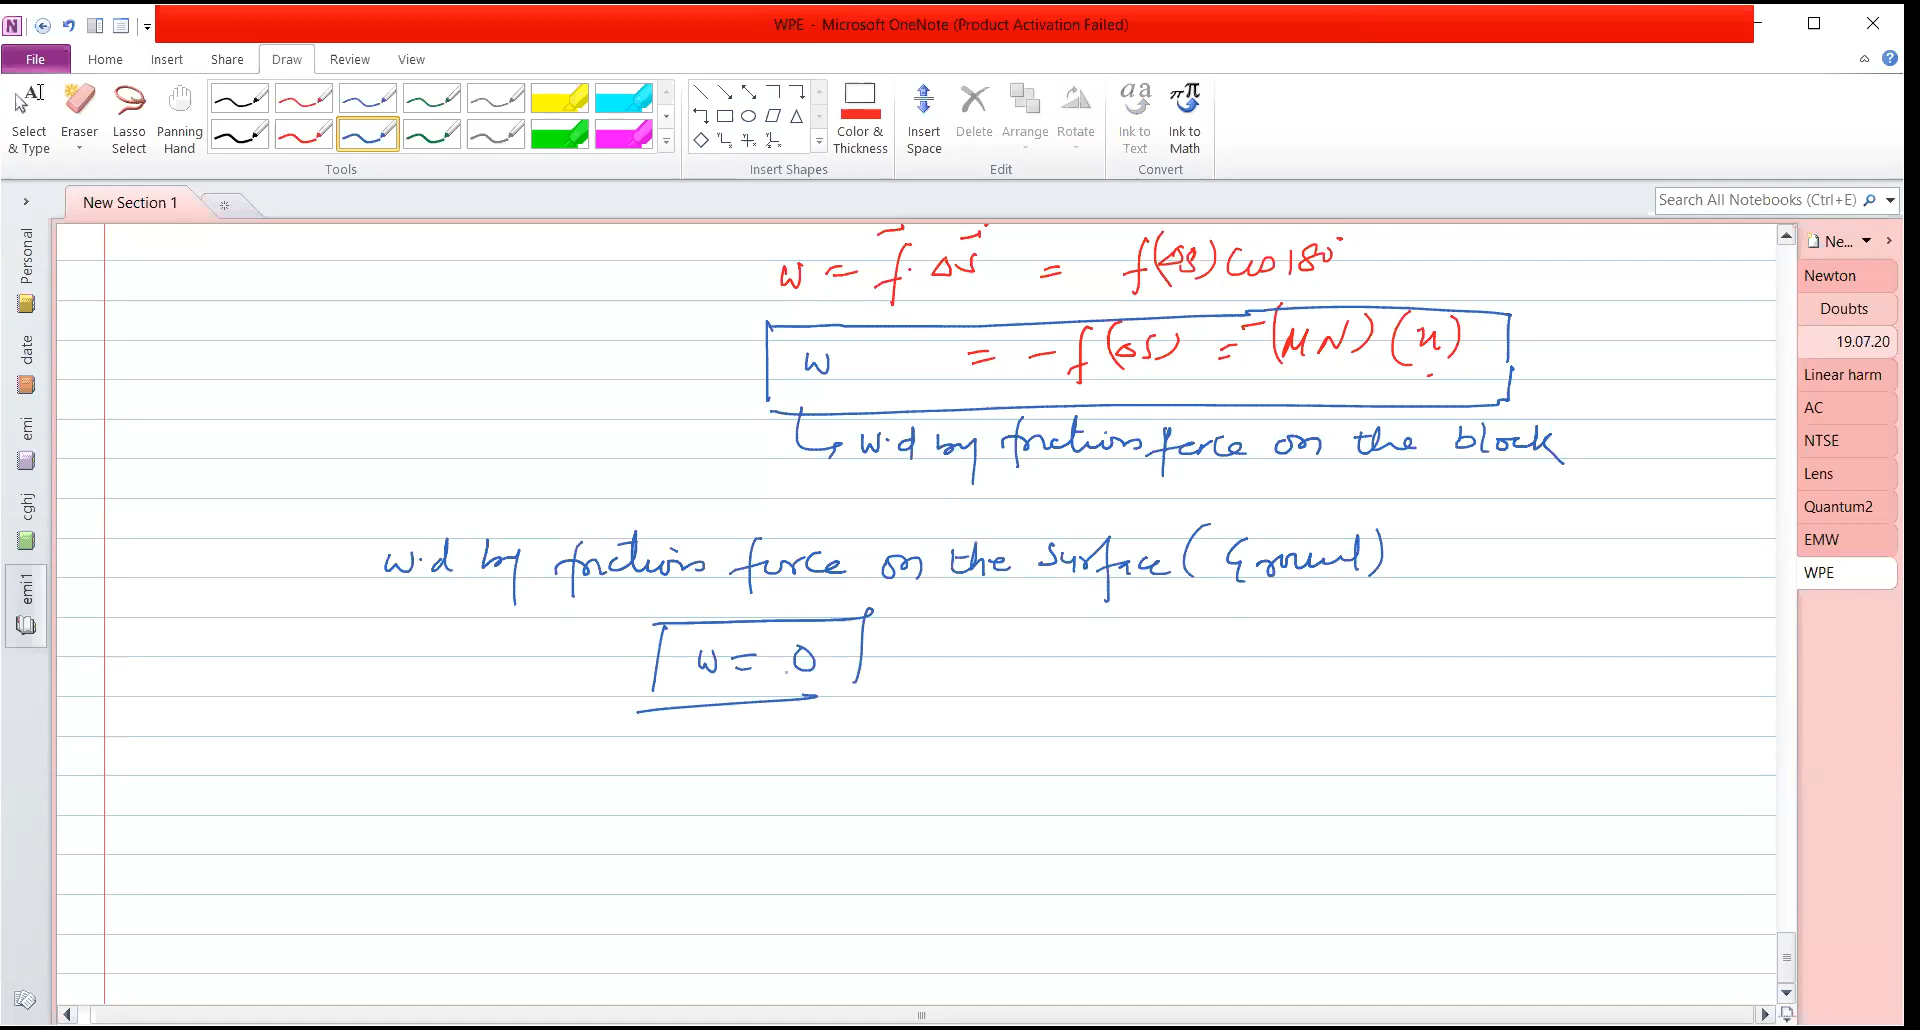 WPE - Microsoft OneNote (Product Activation Failed)
File Home Insert Share Draw Review View
Select & Type
Eraser
Lasso Select
Panning Hand
Color & Thickness
Insert Space
Delete
Arrange
Rotate
Ink to Text
Ink to Math
Tools
Insert Shapes
Edit
Convert
New Section 1
Search All Notebooks (Ctrl+E)
Personal
date
emi
cghj
emi1
w = f⃗ · Δs⃗ = f(Δs) cos 180°
w = -f(Δs) = -(μN)(x)
↳ w.d by friction force on the block
w.d by friction force on the surface (Ground)
w = 0
Ne...
Newton
Doubts
19.07.20
Linear harm
AC
NTSE
Lens
Quantum2
EMW
WPE